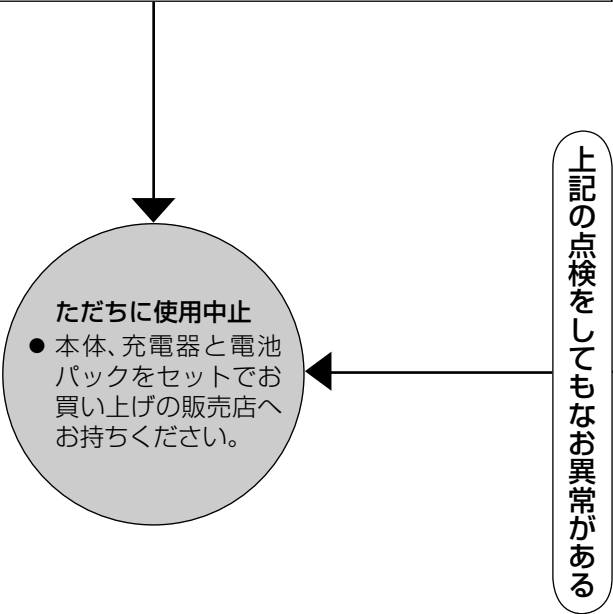 ただちに使用中止
● 本体、充電器と電池
パックをセットでお
買い上げの販売店へ
お持ちください。
上記の点検をしてもなお異常がある